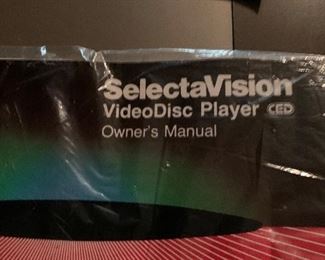 SelectaVision
VideoDisc Player CED
Owner's Manual